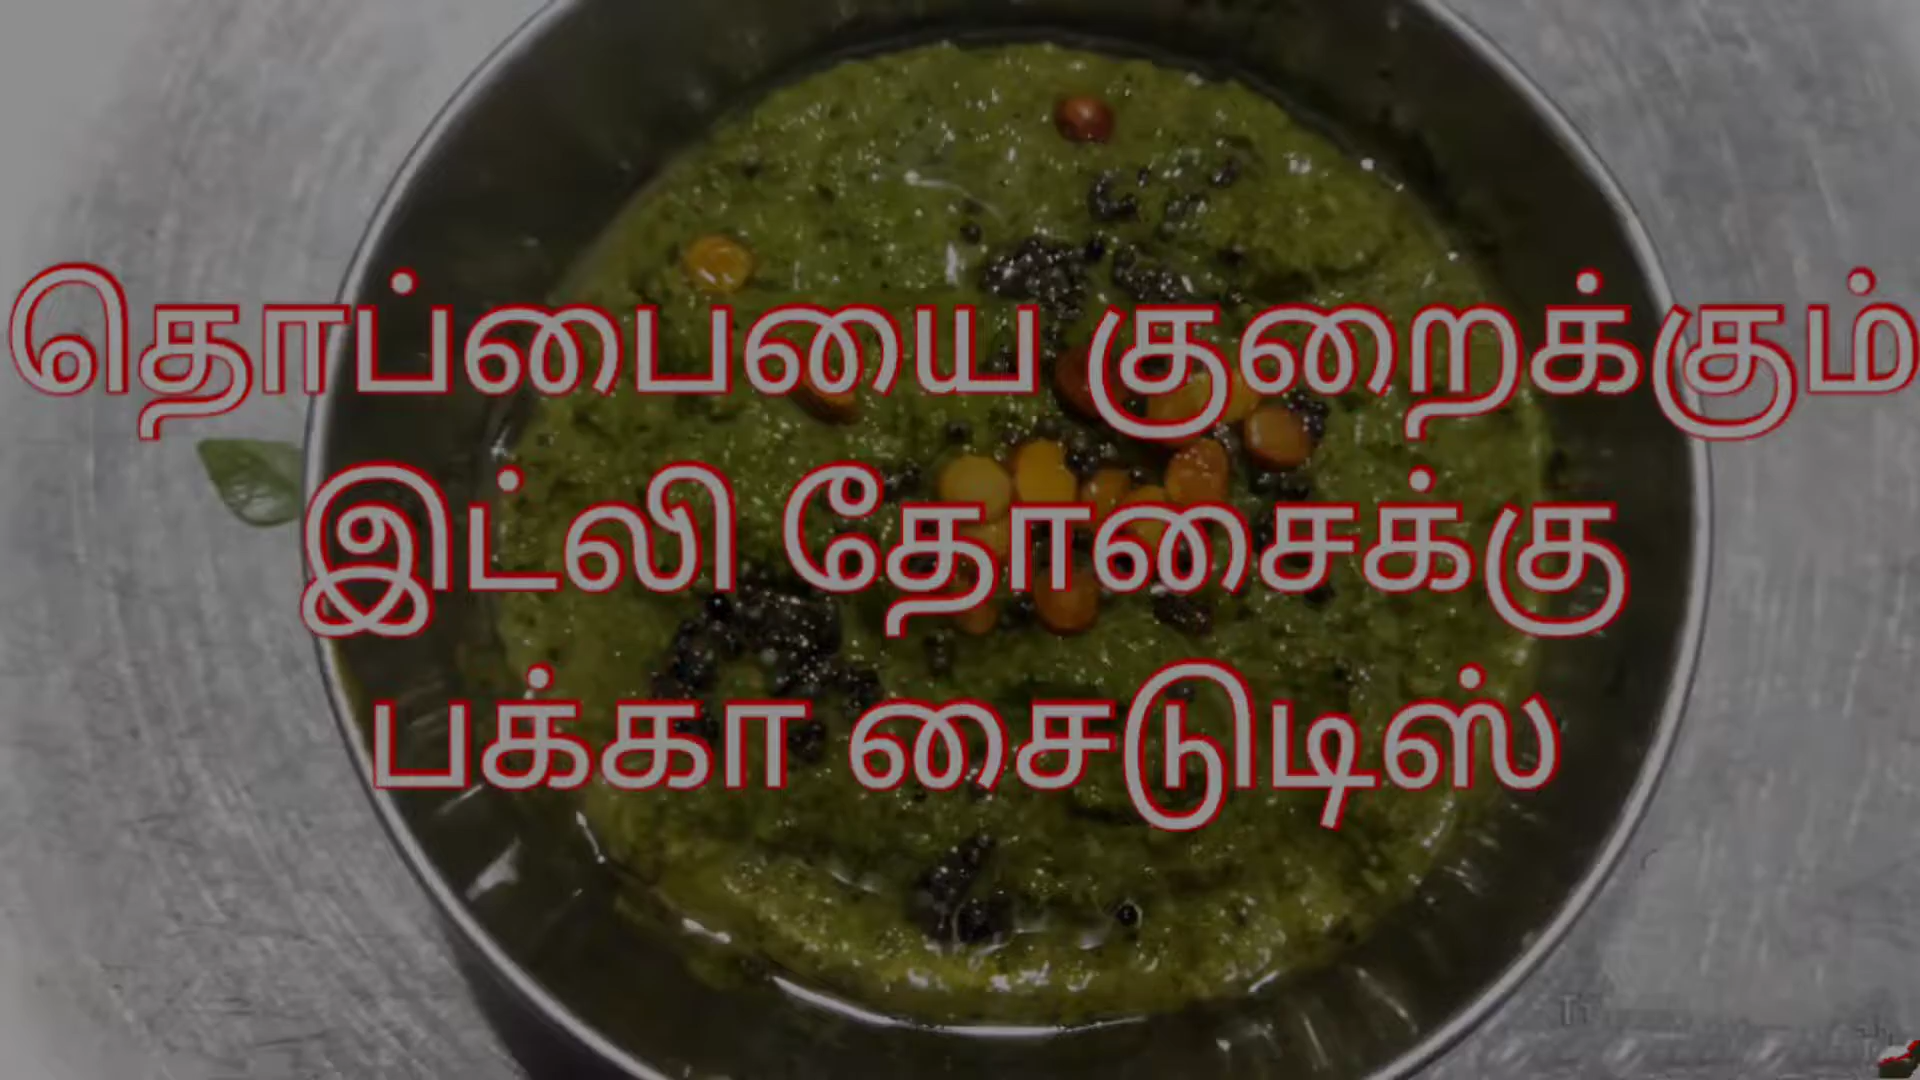 தொப்பையை குறைக்கும்
இட்லி தோசைக்கு
பக்கா சைடுடிஸ்